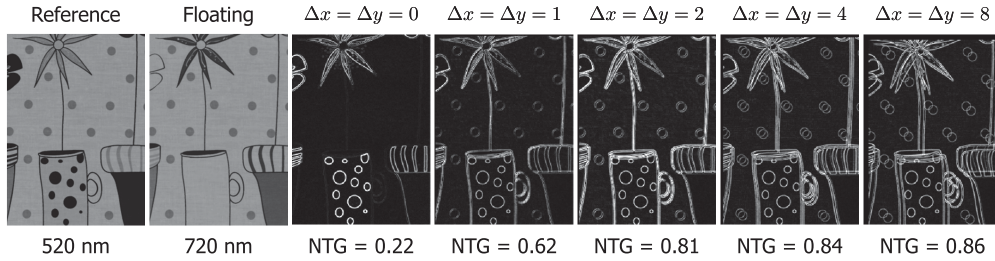 Reference Floating Δx = Δy = 0 Δx = Δy = 1 Δx = Δy = 2 Δx = Δy = 4 Δx = Δy = 8
520 nm 720 nm NTG = 0.22 NTG = 0.62 NTG = 0.81 NTG = 0.84 NTG = 0.86